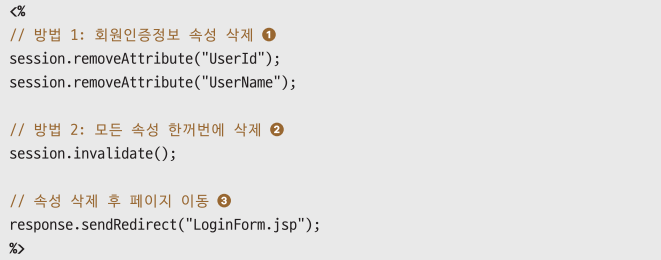 <%
// 방법 1: 회원인증정보 속성 삭제 ❶
session.removeAttribute("UserId");
session.removeAttribute("UserName");
// 방법 2: 모든 속성 한꺼번에 삭제 ❷
session.invalidate();
// 속성 삭제 후 페이지 이동 ❸
response.sendRedirect("LoginForm.jsp");
%>